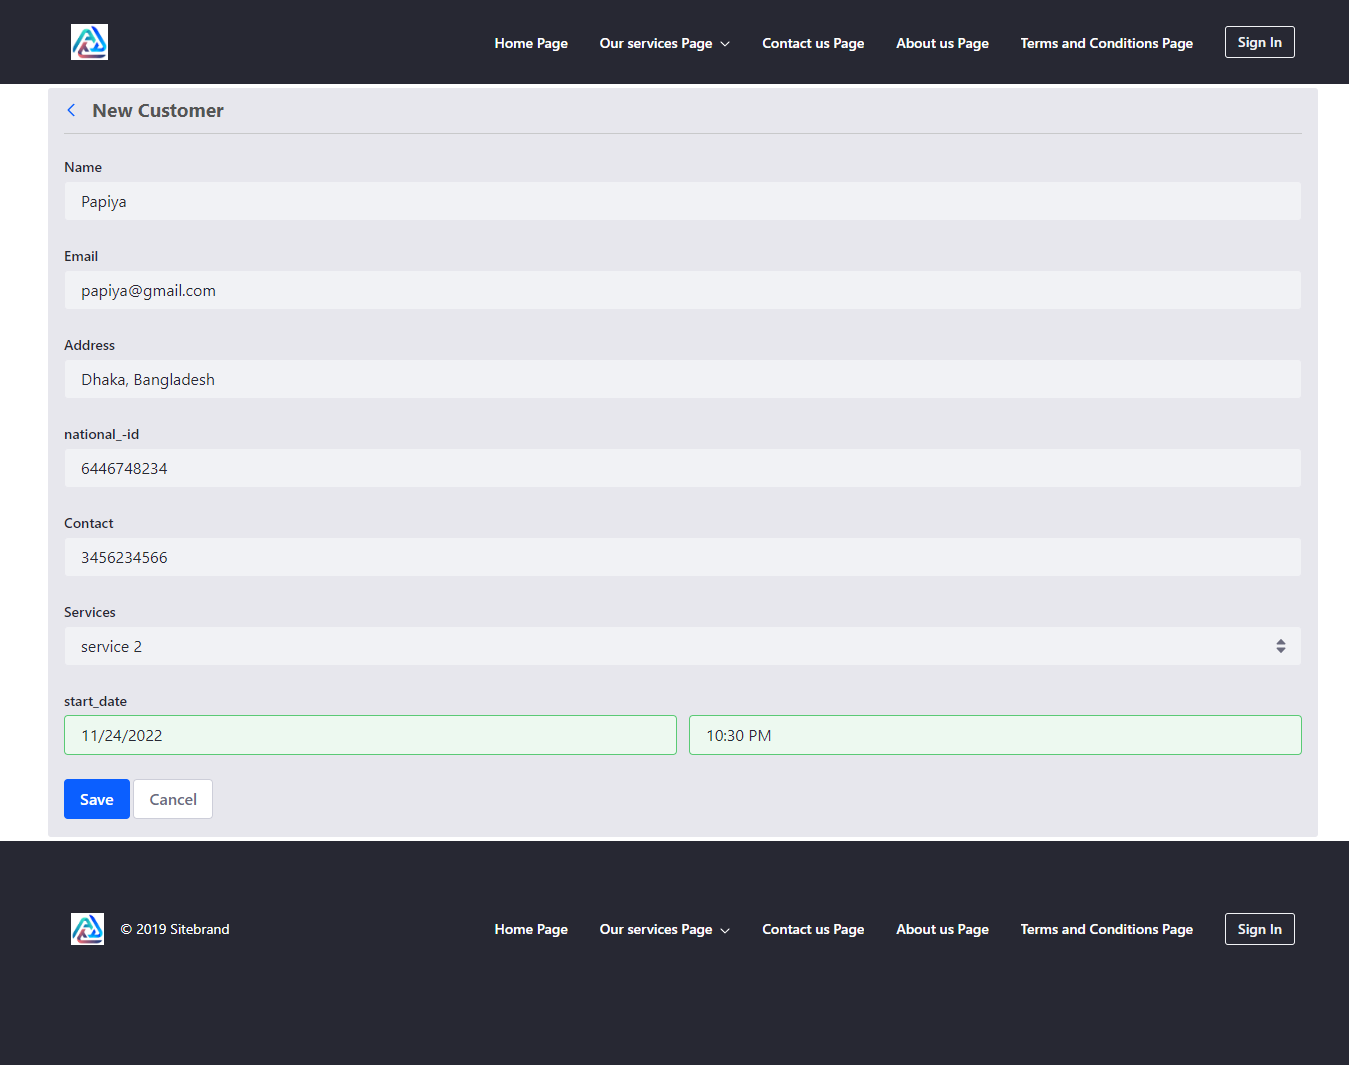 Home Page Our services Page Contact us Page About us Page Terms and Conditions Page Sign In
New Customer
Name
Papiya
Email
papiya@gmail.com
Address
Dhaka, Bangladesh
national_-id
6446748234
Contact
3456234566
Services
service 2
start_date
11/24/2022 10:30 PM
Save Cancel
© 2019 Sitebrand Home Page Our services Page Contact us Page About us Page Terms and Conditions Page Sign In